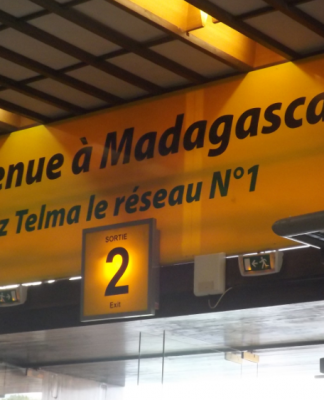 enue à Madagasca
z Telma le réseau N°1
SORTIE
2
Exit